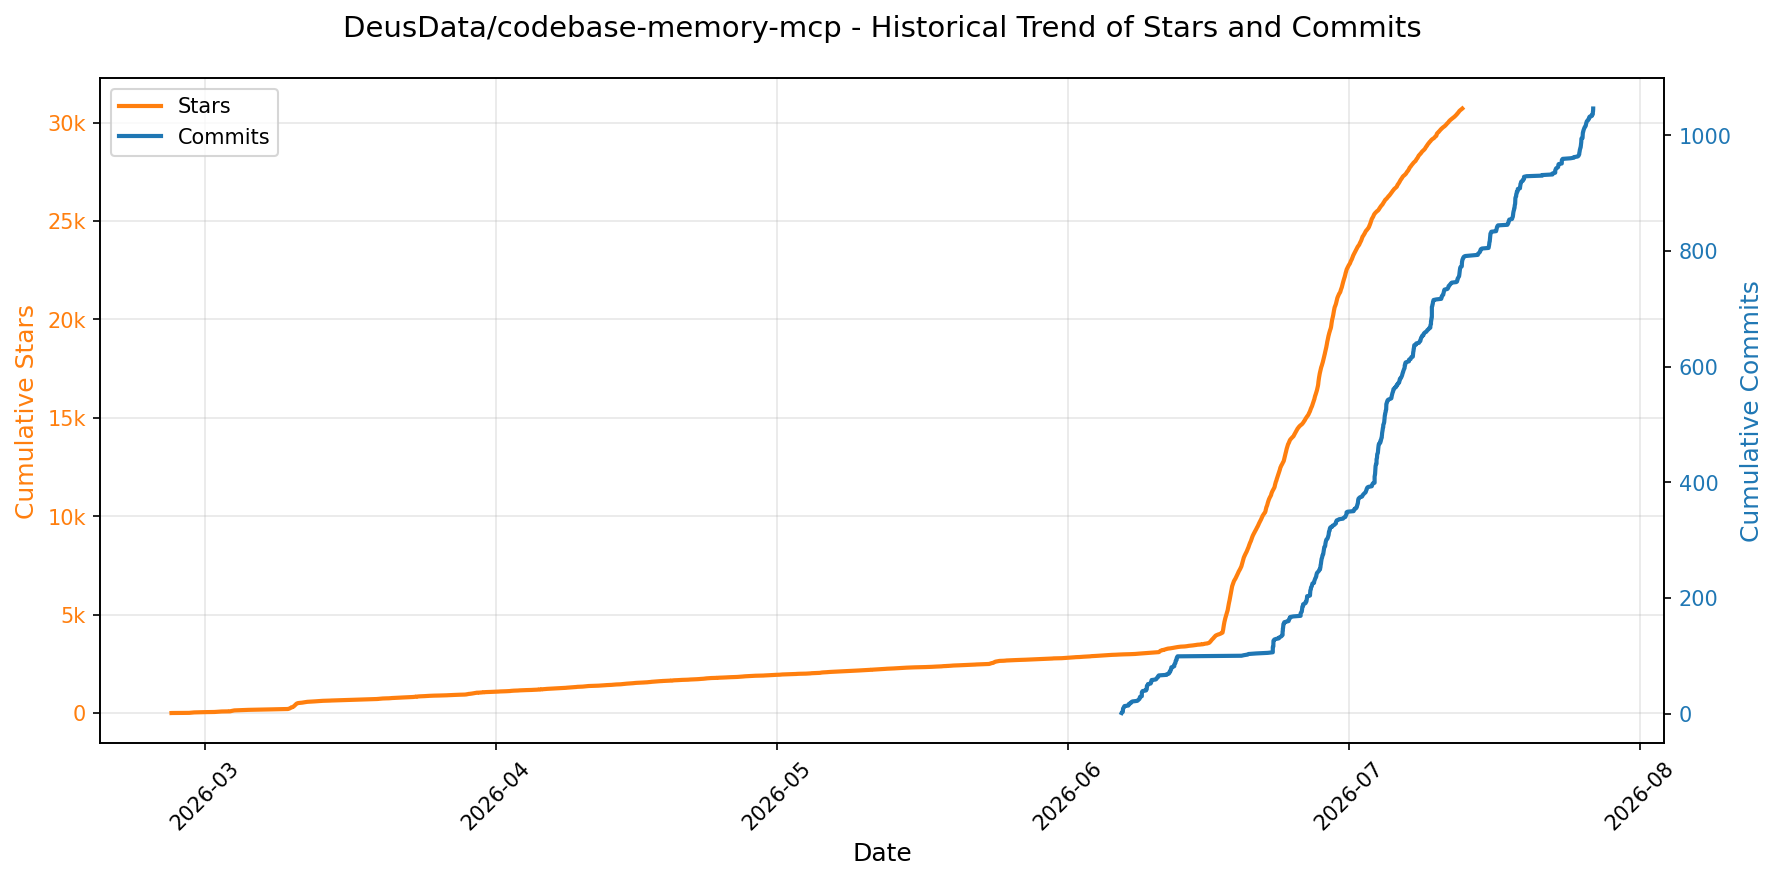 DeusData/codebase-memory-mcp - Historical Trend of Stars and Commits
Stars
Commits
30k
25k
20k
15k
10k
5k
0
Cumulative Stars
1000
800
600
400
200
0
Cumulative Commits
2026-03
2026-04
2026-05
2026-06
2026-07
2026-08
Date